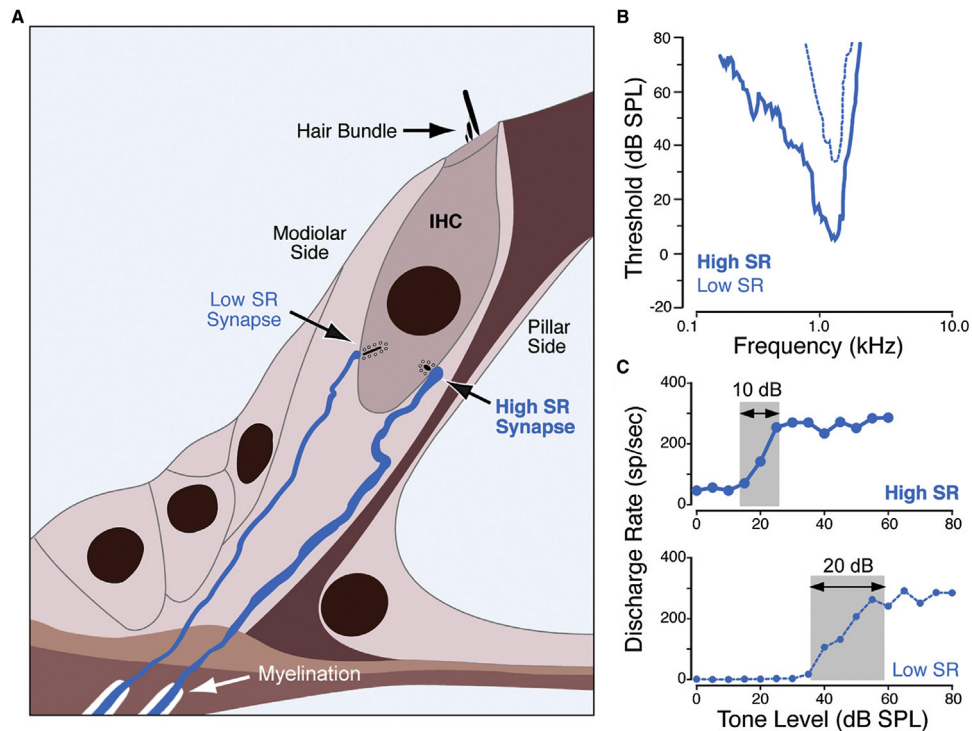 A
Hair Bundle
IHC
Modiolar
Side
Low SR
Synapse
Pillar
Side
High SR
Synapse
Myelination
B
Threshold (dB SPL)
80
60
40
20
0
-20
High SR
Low SR
0.1
1.0
10.0
Frequency (kHz)
C
Discharge Rate (sp/sec)
400
200
0
10 dB
High SR
0
20
40
60
80
400
200
0
20 dB
Low SR
0
20
40
60
80
Tone Level (dB SPL)